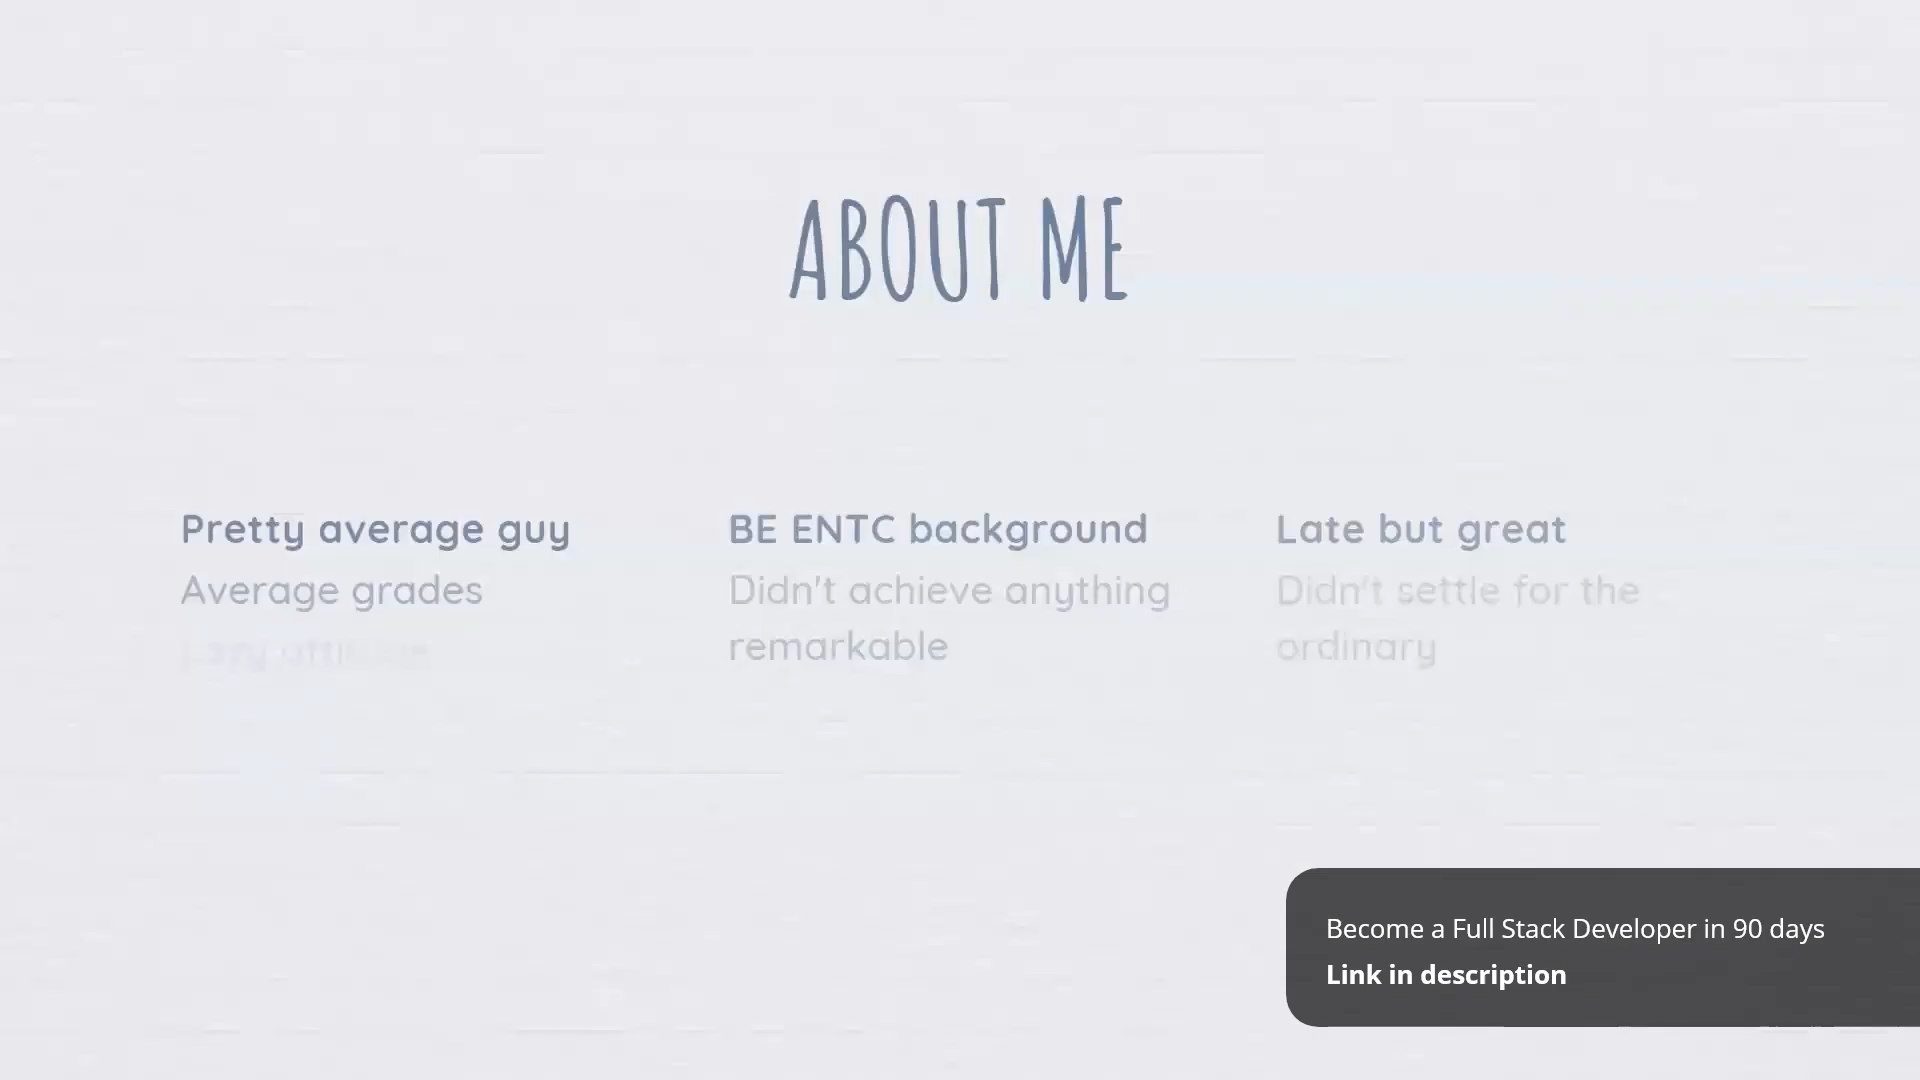 ABOUT ME
Pretty average guy
Average grades
BE ENTC background
Didn't achieve anything
remarkable
Late but great
Didn't settle for the
ordinary
Become a Full Stack Developer in 90 days
Link in description